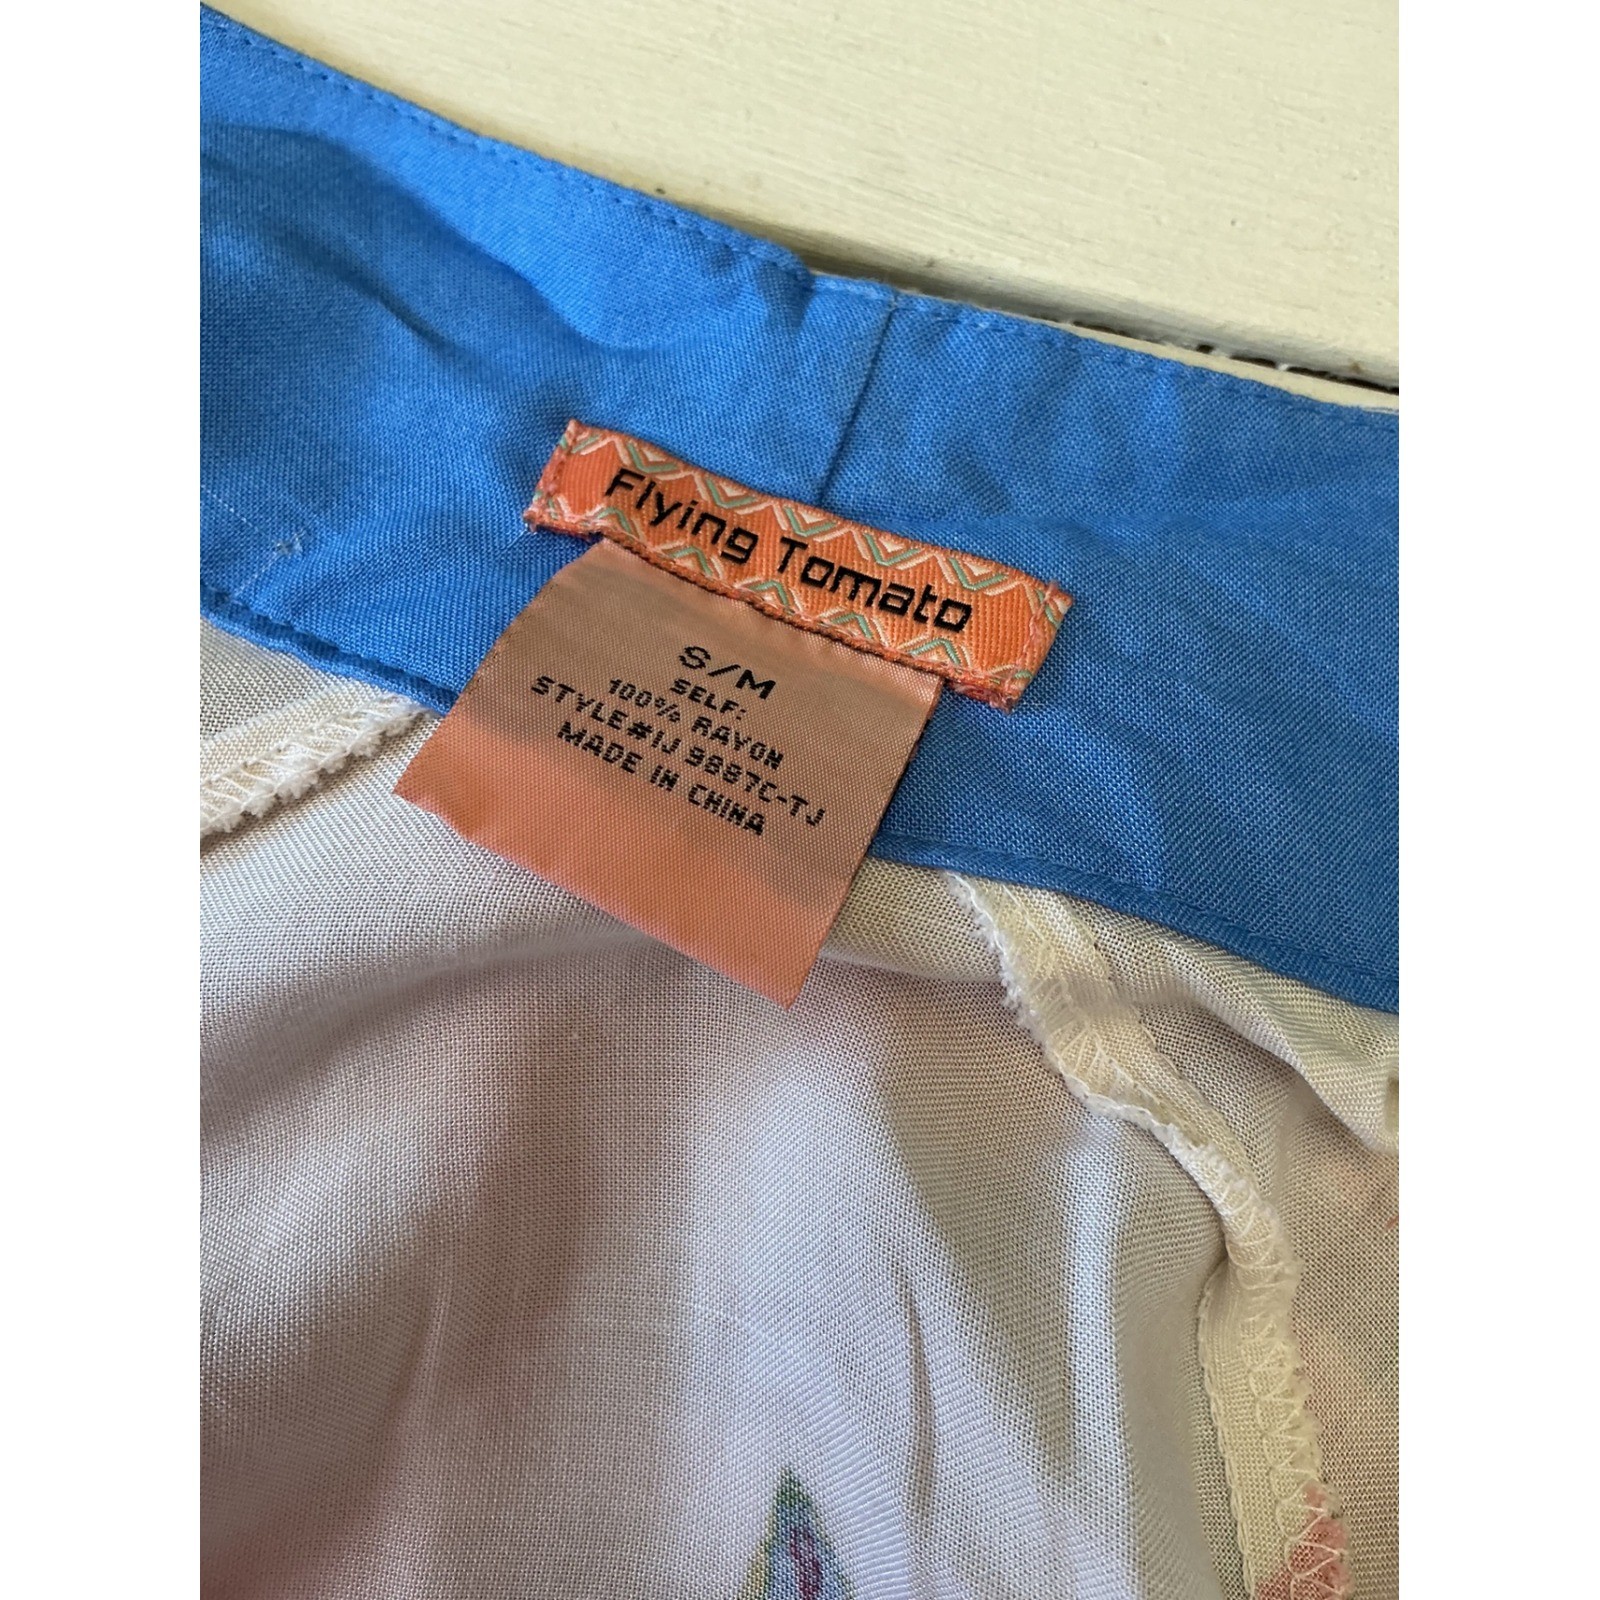 Flying Tomato
S/M
SELF:
100% RAYON
STYLE#IJ 9897C-TJ
MADE IN CHINA